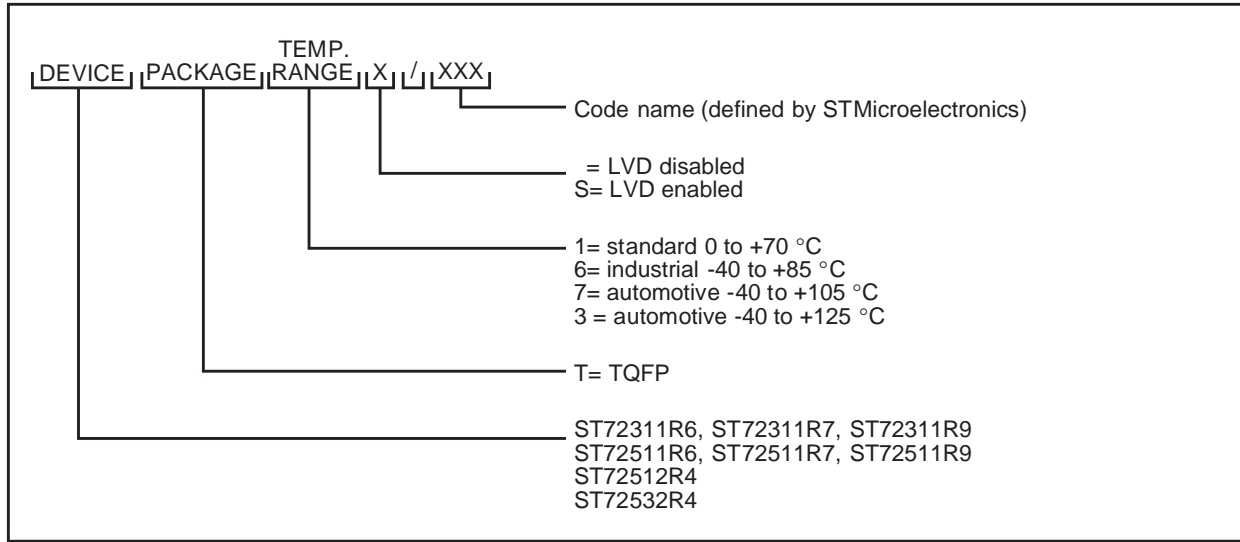 TEMP.
DEVICE PACKAGE RANGE X / XXX
Code name (defined by STMicroelectronics)
= LVD disabled
S= LVD enabled
1= standard 0 to +70 °C
6= industrial -40 to +85 °C
7= automotive -40 to +105 °C
3 = automotive -40 to +125 °C
T= TQFP
ST72311R6, ST72311R7, ST72311R9
ST72511R6, ST72511R7, ST72511R9
ST72512R4
ST72532R4